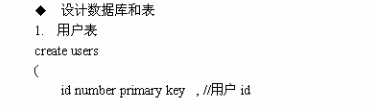 ◆ 设计数据库和表
1. 用户表
create users
(
id number primary key , //用户 id